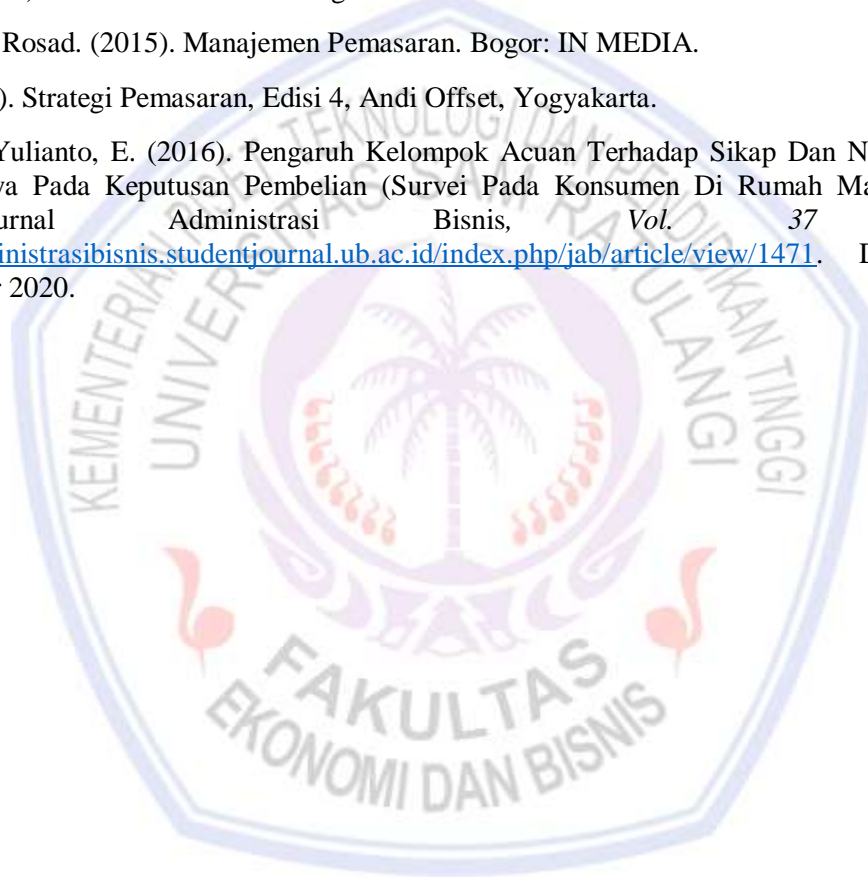 Rosad. (2015). Manajemen Pemasaran. Bogor: IN MEDIA.
). Strategi Pemasaran, Edisi 4, Andi Offset, Yogyakarta.
Yulianto, E. (2016). Pengaruh Kelompok Acuan Terhadap Sikap Dan N
Pada Keputusan Pembelian (Survei Pada Konsumen Di Rumah Ma
Administrasi Bisnis, Vol. 37
inistrasibisnis.studentjournal.ub.ac.id/index.php/jab/article/view/1471. D
2020.
KEMENTERIAN RISET TEKNOLOGI DAN PENDIDIKAN TINGGI
UNIVERSITAS SAM RATULANGI
FAKULTAS
EKONOMI DAN BISNIS